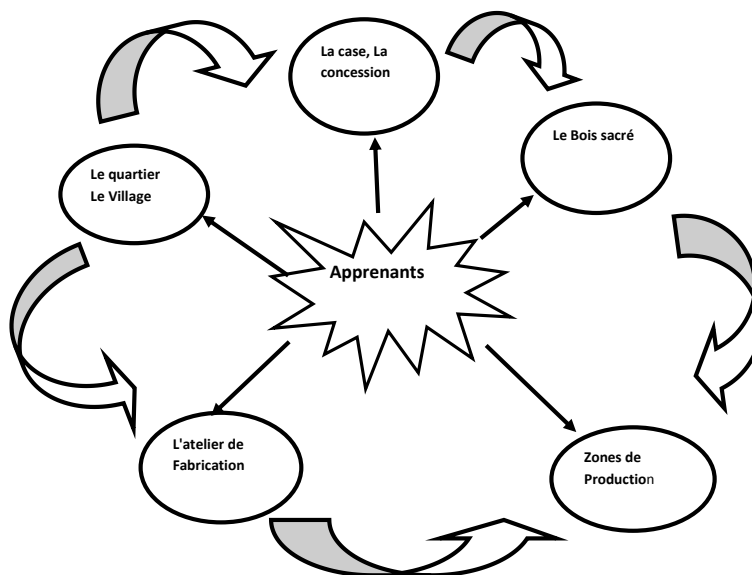 La case, La
concession
Le Bois sacré
Le quartier
Le Village
Apprenants
L'atelier de
Fabrication
Zones de
Production